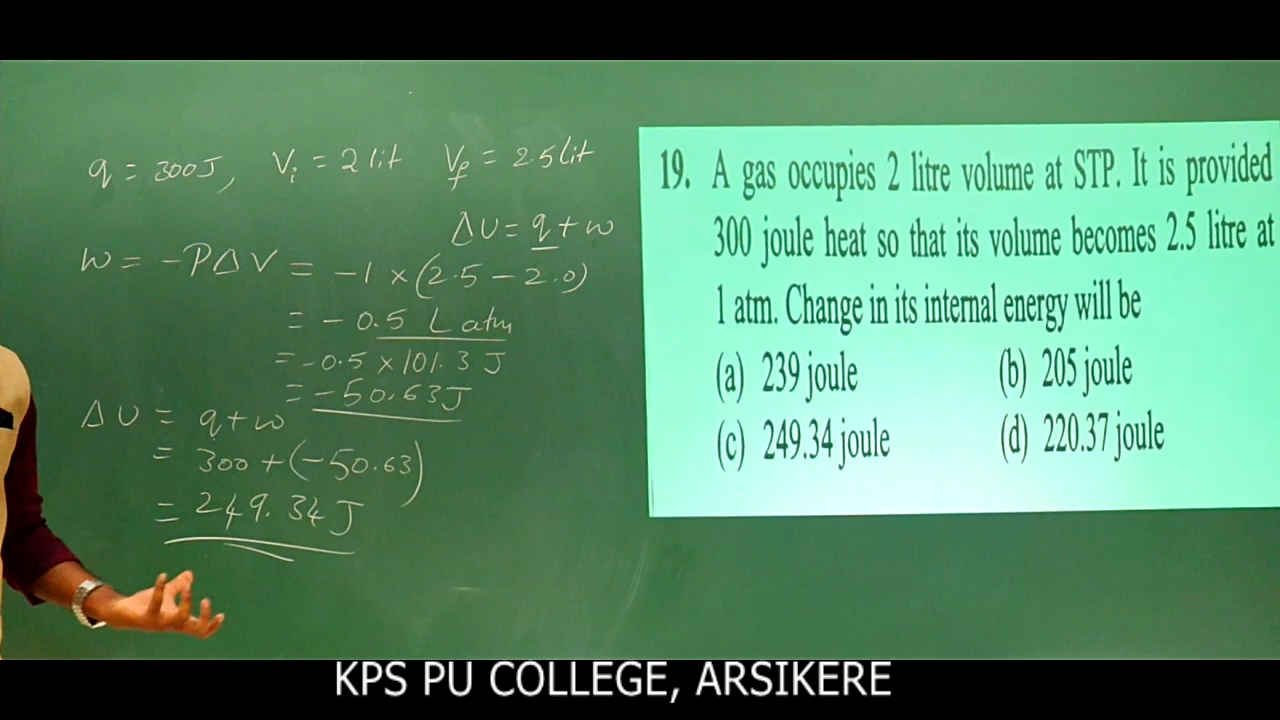 q = 300J, Vi = 2 lit Vf = 2.5 lit
ΔU = q + w
w = -PΔV = -1 × (2.5 - 2.0)
= -0.5 L atm
= -0.5 × 101.3 J
= -50.63J
ΔU = q+w
= 300 + (-50.63)
= 249.34 J
19. A gas occupies 2 litre volume at STP. It is provided
300 joule heat so that its volume becomes 2.5 litre at
1 atm. Change in its internal energy will be
(a) 239 joule (b) 205 joule
(c) 249.34 joule (d) 220.37 joule
KPS PU COLLEGE, ARSIKERE